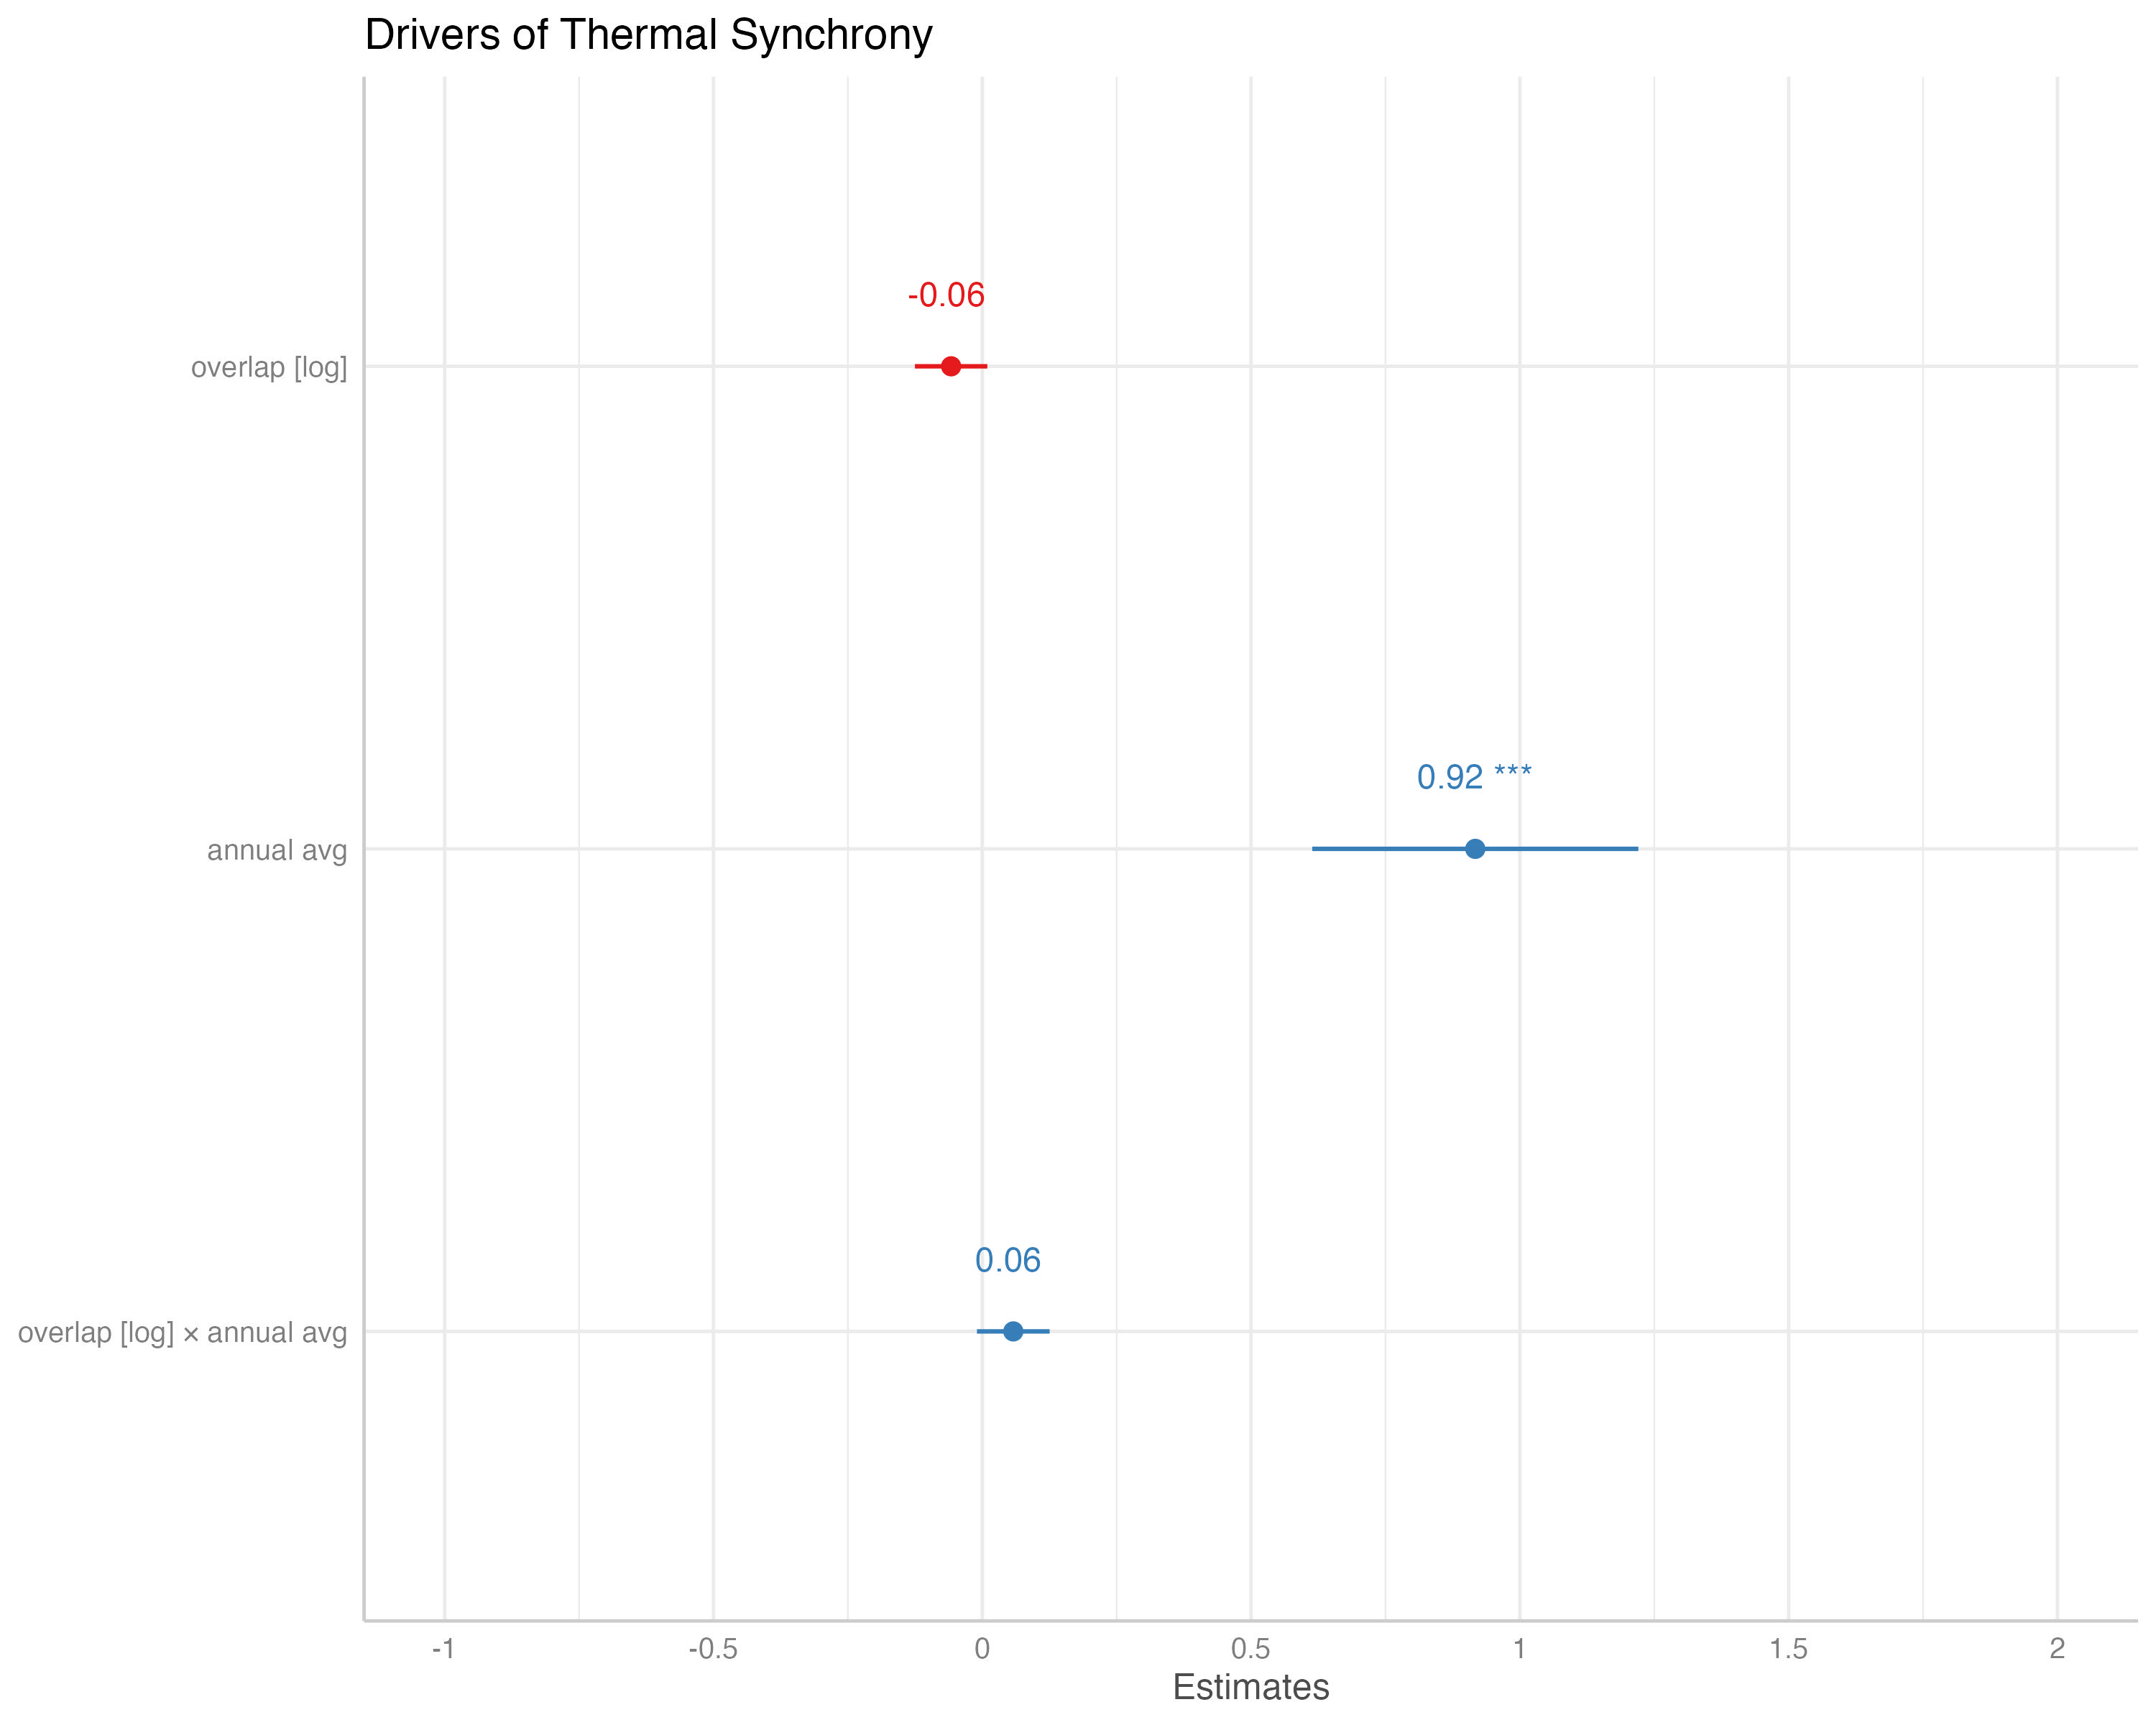 Drivers of Thermal Synchrony
-0.06
overlap [log]
0.92 ***
annual avg
0.06
overlap [log] × annual avg
-1 -0.5 0 0.5 1 1.5 2
Estimates